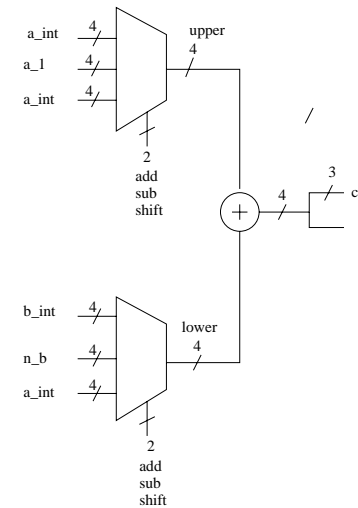 a_int
4
a_1
4
a_int
4
upper
4
2
add
sub
shift
4
3
c
b_int
4
n_b
4
a_int
4
lower
4
2
add
sub
shift